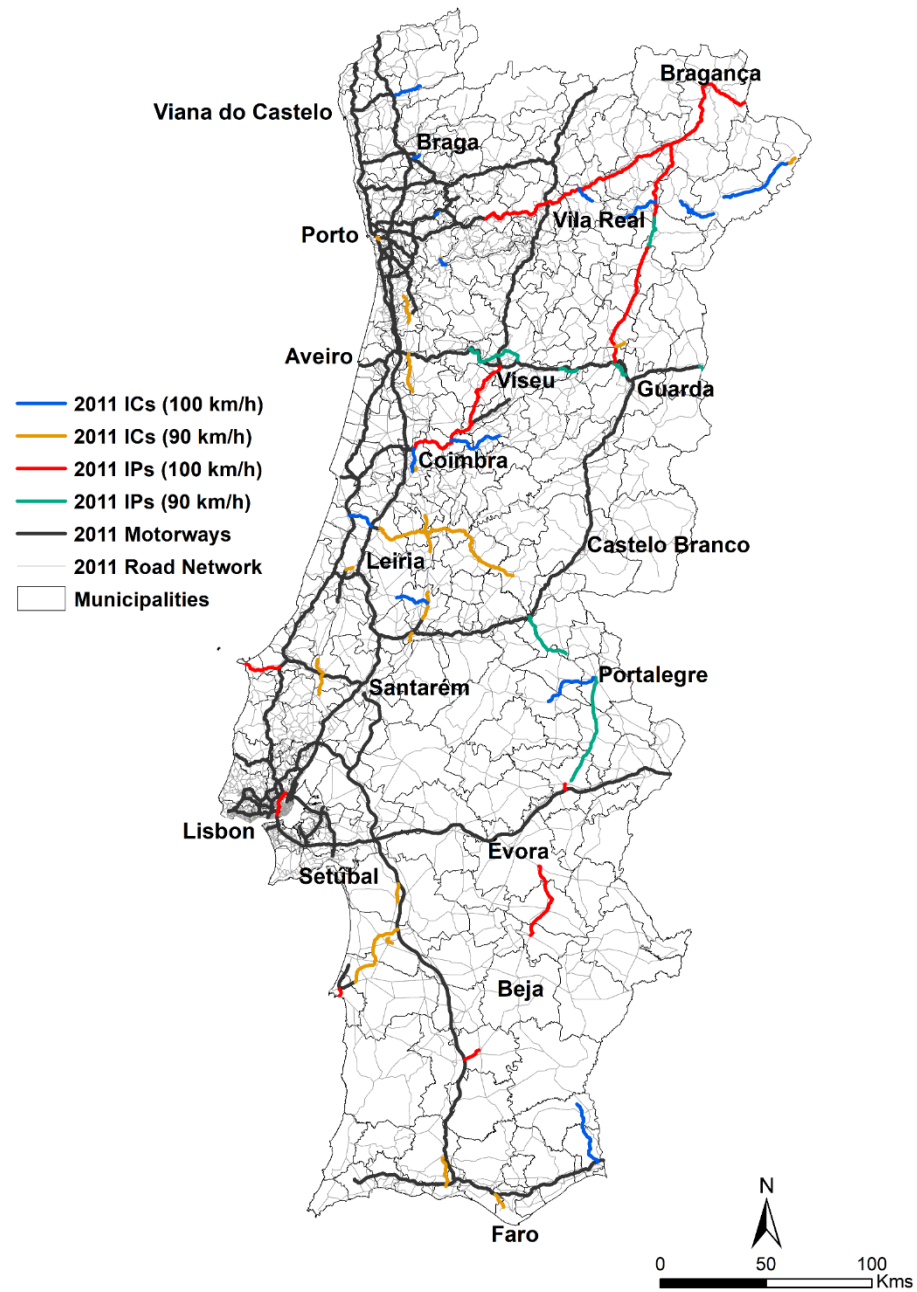 Bragança
Viana do Castelo
Braga
Vila Real
Porto
Aveiro
Viseu
Guarda
2011 ICs (100 km/h)
2011 ICs (90 km/h)
2011 IPs (100 km/h)
2011 IPs (90 km/h)
2011 Motorways
2011 Road Network
Municipalities
Coimbra
Castelo Branco
Leiria
Portalegre
Santarém
Lisbon
Évora
Setúbal
Beja
Faro
N
0 50 100
Kms